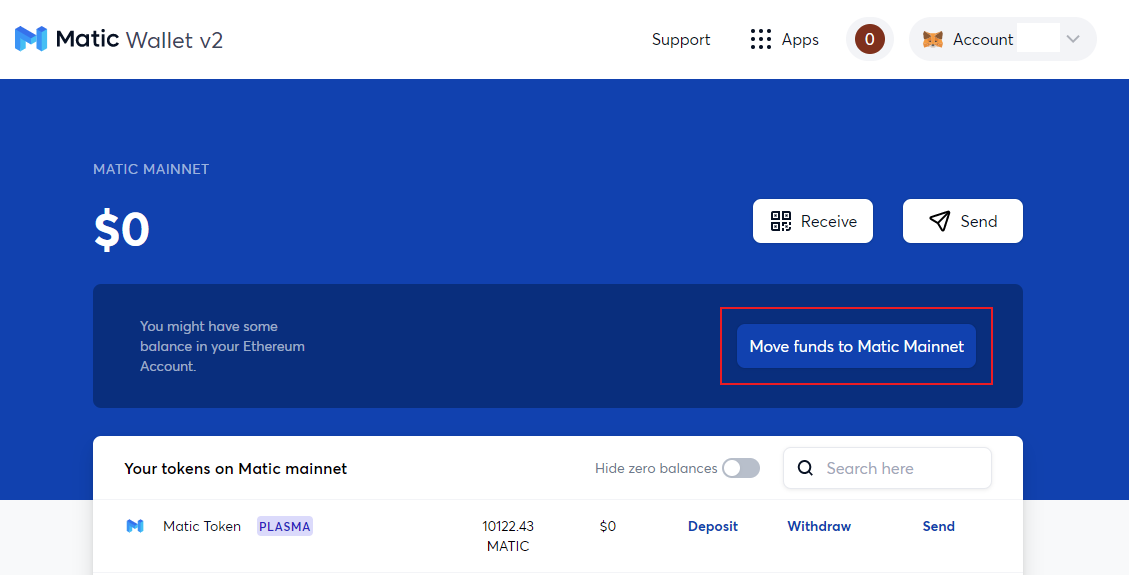 Matic Wallet v2
Support
Apps
0
Account
MATIC MAINNET
$0
Receive
Send
You might have some
balance in your Ethereum
Account.
Move funds to Matic Mainnet
Your tokens on Matic mainnet
Hide zero balances
Search here
Matic Token
PLASMA
10122.43
MATIC
$0
Deposit
Withdraw
Send